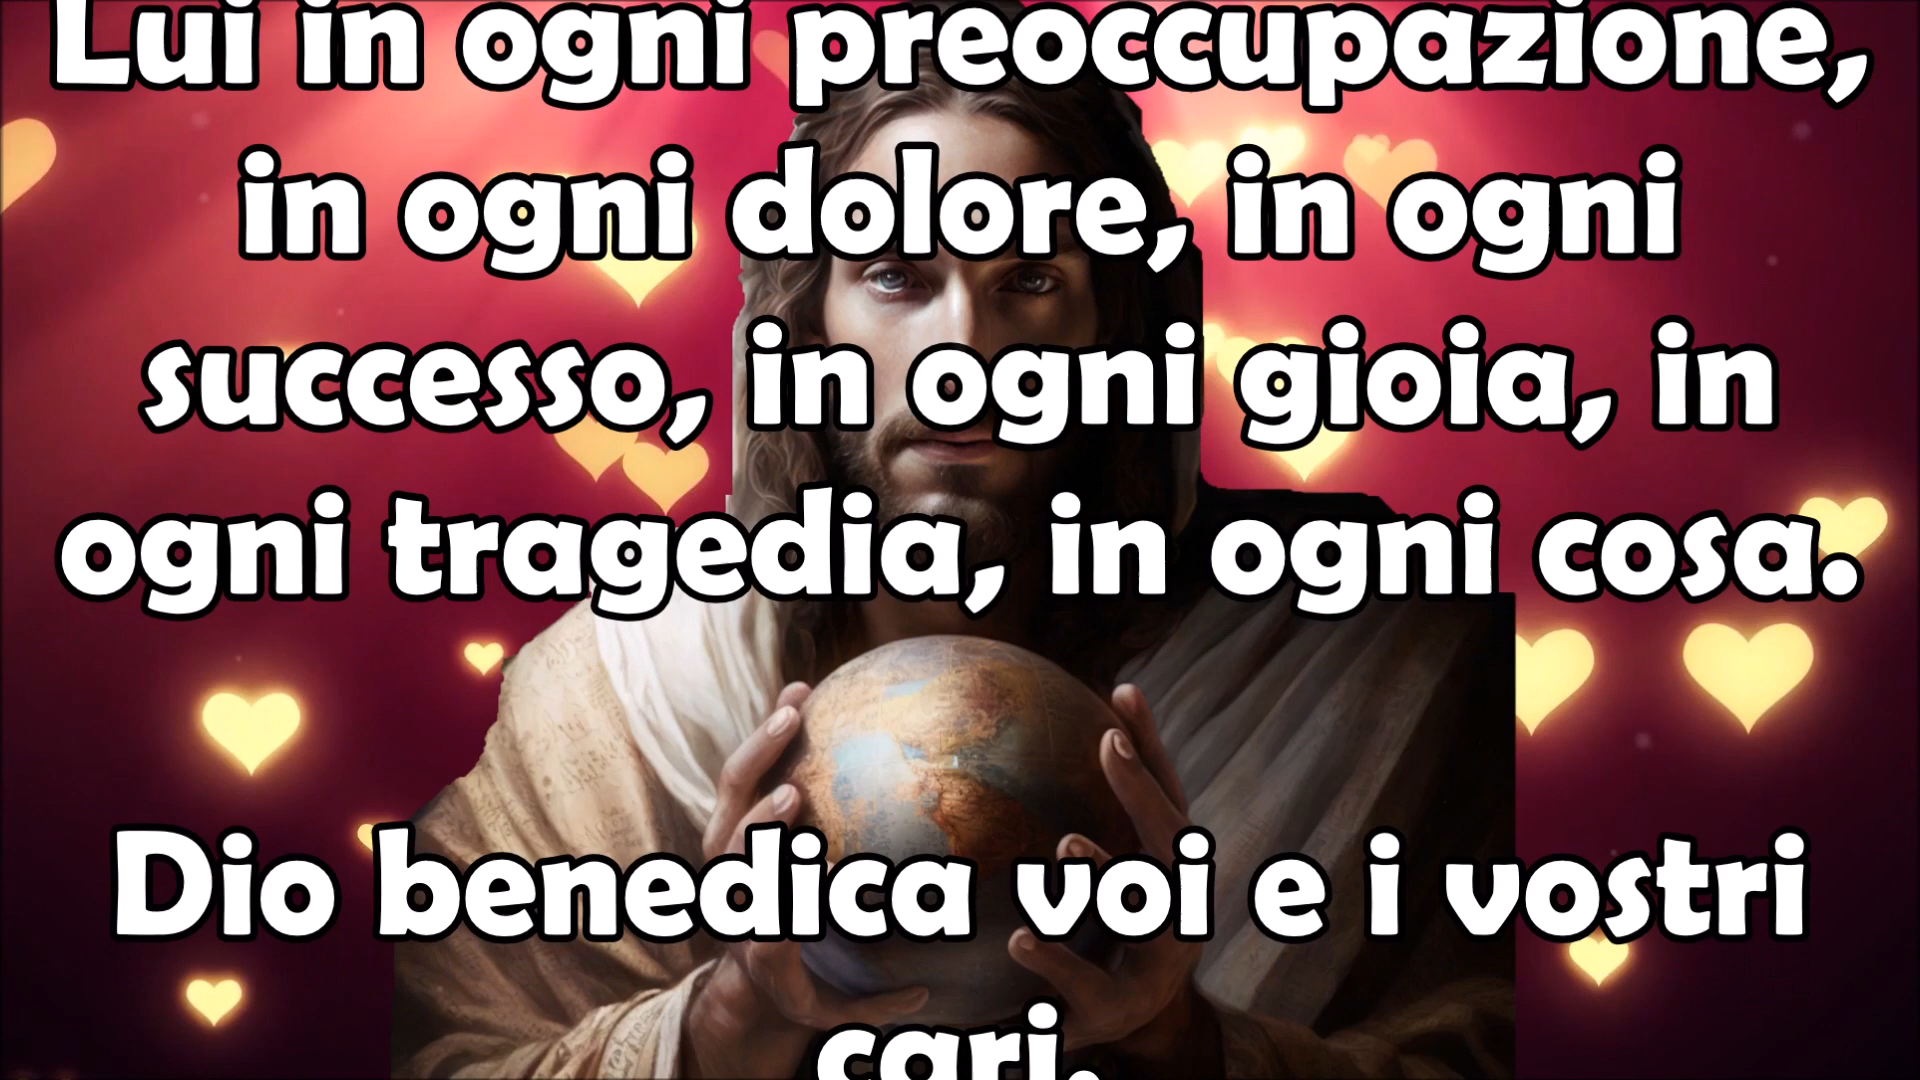 Lui in ogni preoccupazione,
in ogni dolore, in ogni
successo, in ogni gioia, in
ogni tragedia, in ogni cosa.
Dio benedica voi e i vostri
cari.